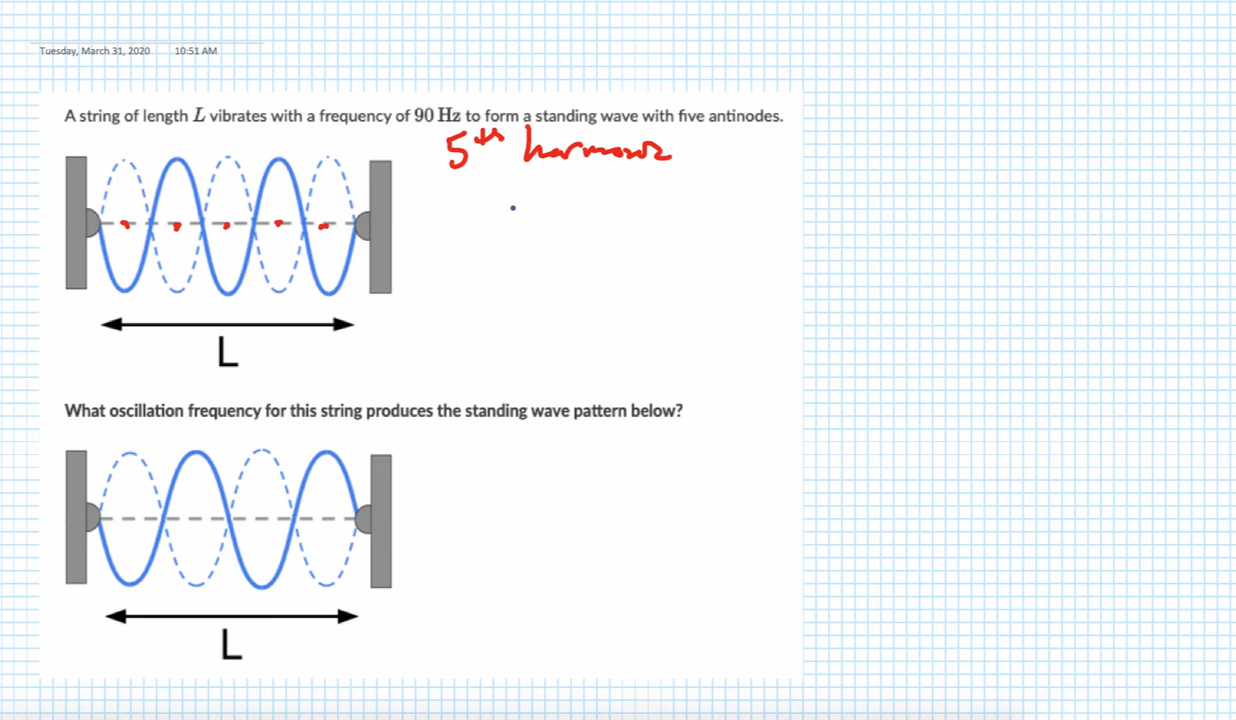 Tuesday, March 31, 2020 10:51 AM
A string of length L vibrates with a frequency of 90 Hz to form a standing wave with five antinodes.
5th harmonic
L
What oscillation frequency for this string produces the standing wave pattern below?
L